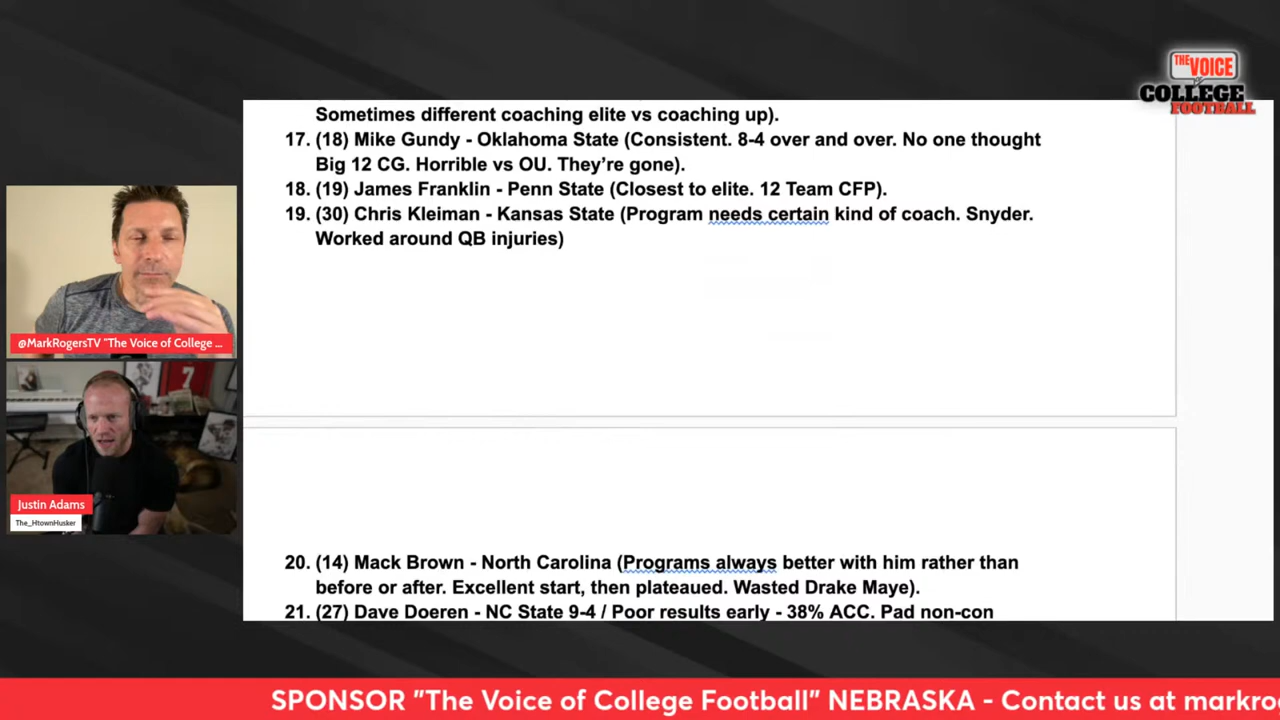 THE
VOICE
OF
COLLEGE
FOOTBALL
Sometimes different coaching elite vs coaching up).
17. (18) Mike Gundy - Oklahoma State (Consistent. 8-4 over and over. No one thought
Big 12 CG. Horrible vs OU. They’re gone).
18. (19) James Franklin - Penn State (Closest to elite. 12 Team CFP).
19. (30) Chris Kleiman - Kansas State (Program needs certain kind of coach. Snyder.
Worked around QB injuries)
@MarkRogersTV "The Voice of College ...
7
Justin Adams
The_HtownHusker
20. (14) Mack Brown - North Carolina (Programs always better with him rather than
before or after. Excellent start, then plateaued. Wasted Drake Maye).
21. (27) Dave Doeren - NC State 9-4 / Poor results early - 38% ACC. Pad non-con
SPONSOR "The Voice of College Football" NEBRASKA - Contact us at markro